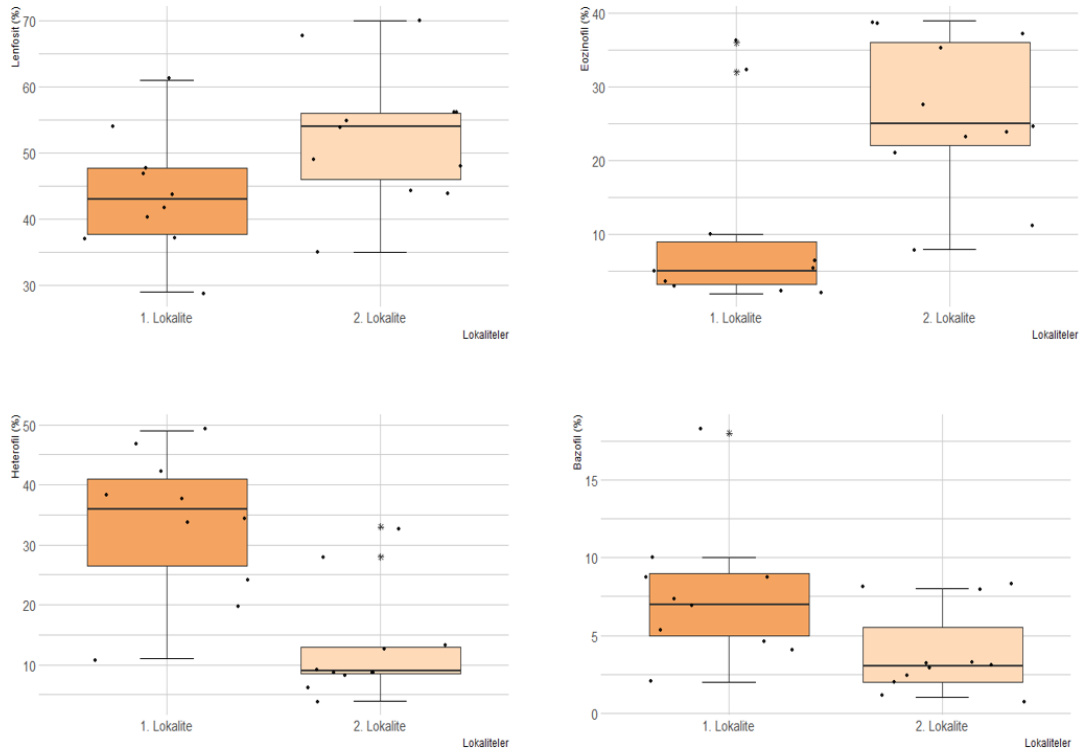 Lenfosit (%)
70
60
50
40
30
1. Lokalite
2. Lokalite
Lokaliteler
Eozinofil (%)
40
30
20
10
1. Lokalite
2. Lokalite
Lokaliteler
Heterofil (%)
50
40
30
20
10
1. Lokalite
2. Lokalite
Lokaliteler
Bazofil (%)
15
10
5
0
1. Lokalite
2. Lokalite
Lokaliteler